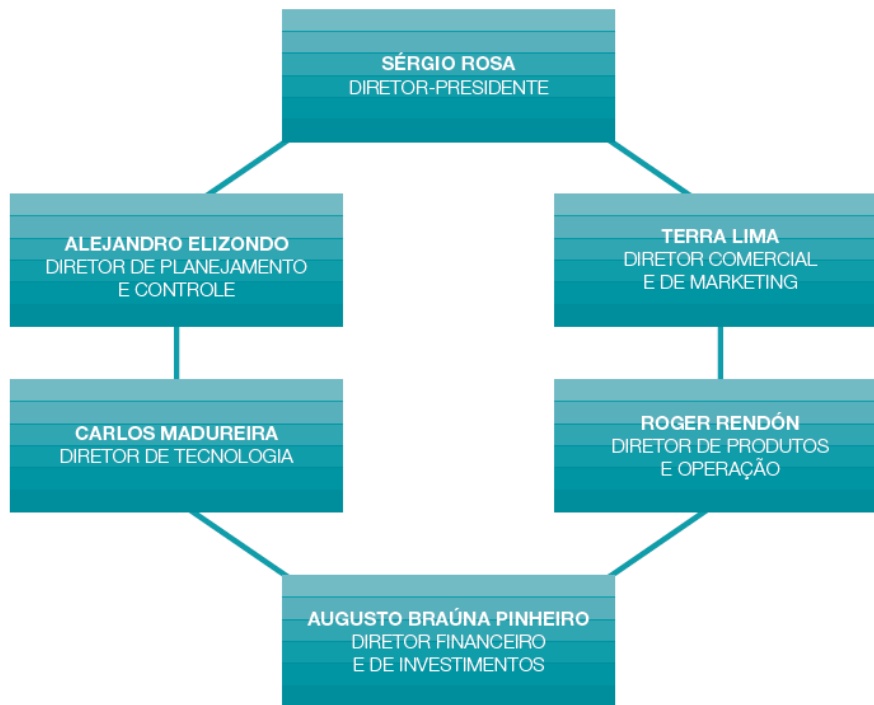 SÉRGIO ROSA
DIRETOR-PRESIDENTE
ALEJANDRO ELIZONDO
DIRETOR DE PLANEJAMENTO
E CONTROLE
TERRA LIMA
DIRETOR COMERCIAL
E DE MARKETING
CARLOS MADUREIRA
DIRETOR DE TECNOLOGIA
ROGER RENDÓN
DIRETOR DE PRODUTOS
E OPERAÇÃO
AUGUSTO BRAÚNA PINHEIRO
DIRETOR FINANCEIRO
E DE INVESTIMENTOS